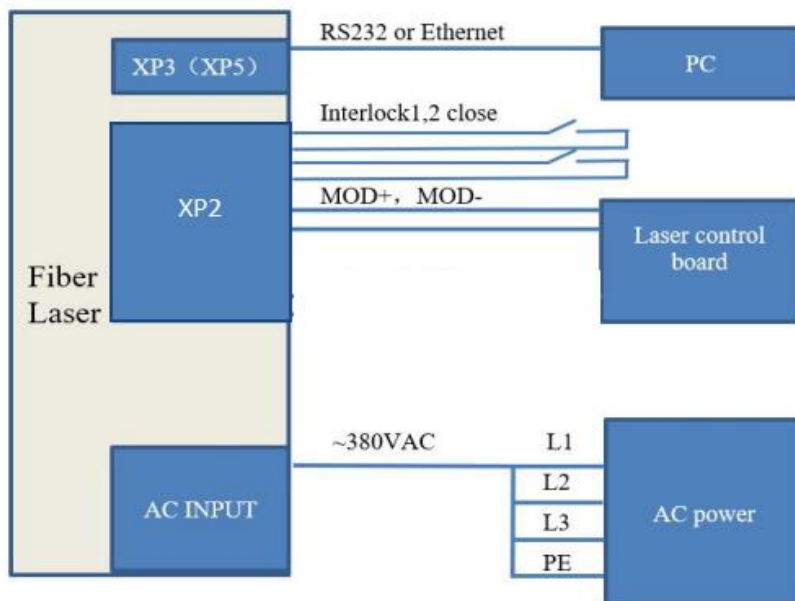 RS232 or Ethernet
XP3（XP5）
PC
Interlock1,2 close
XP2
MOD+，MOD-
Laser control
board
Fiber
Laser
~380VAC
L1
L2
AC INPUT
L3
AC power
PE